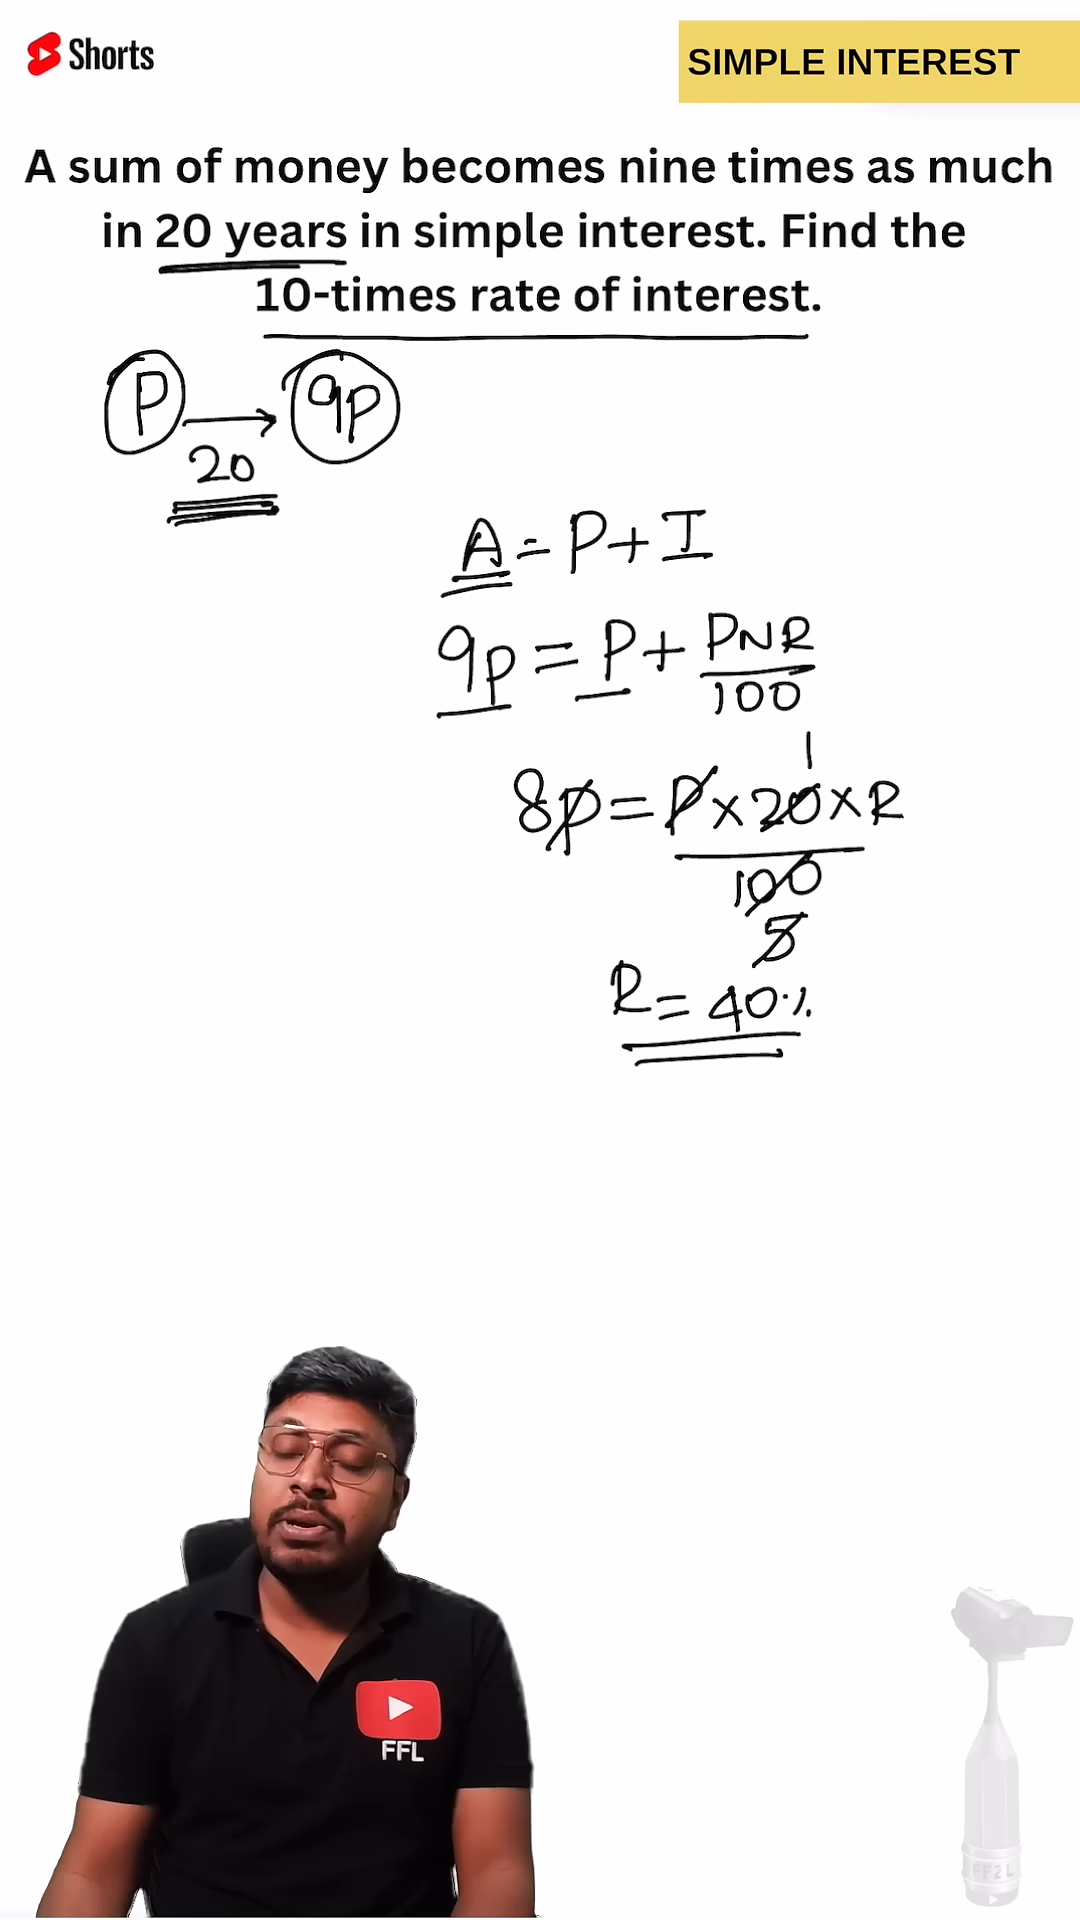 Shorts
SIMPLE INTEREST
A sum of money becomes nine times as much
in 20 years in simple interest. Find the
10-times rate of interest.
P → 9P
20
A = P + I
9P = P + PNR
100
1
8P = P × 20 × R
100
5
R = 40%
FFL
FF2L